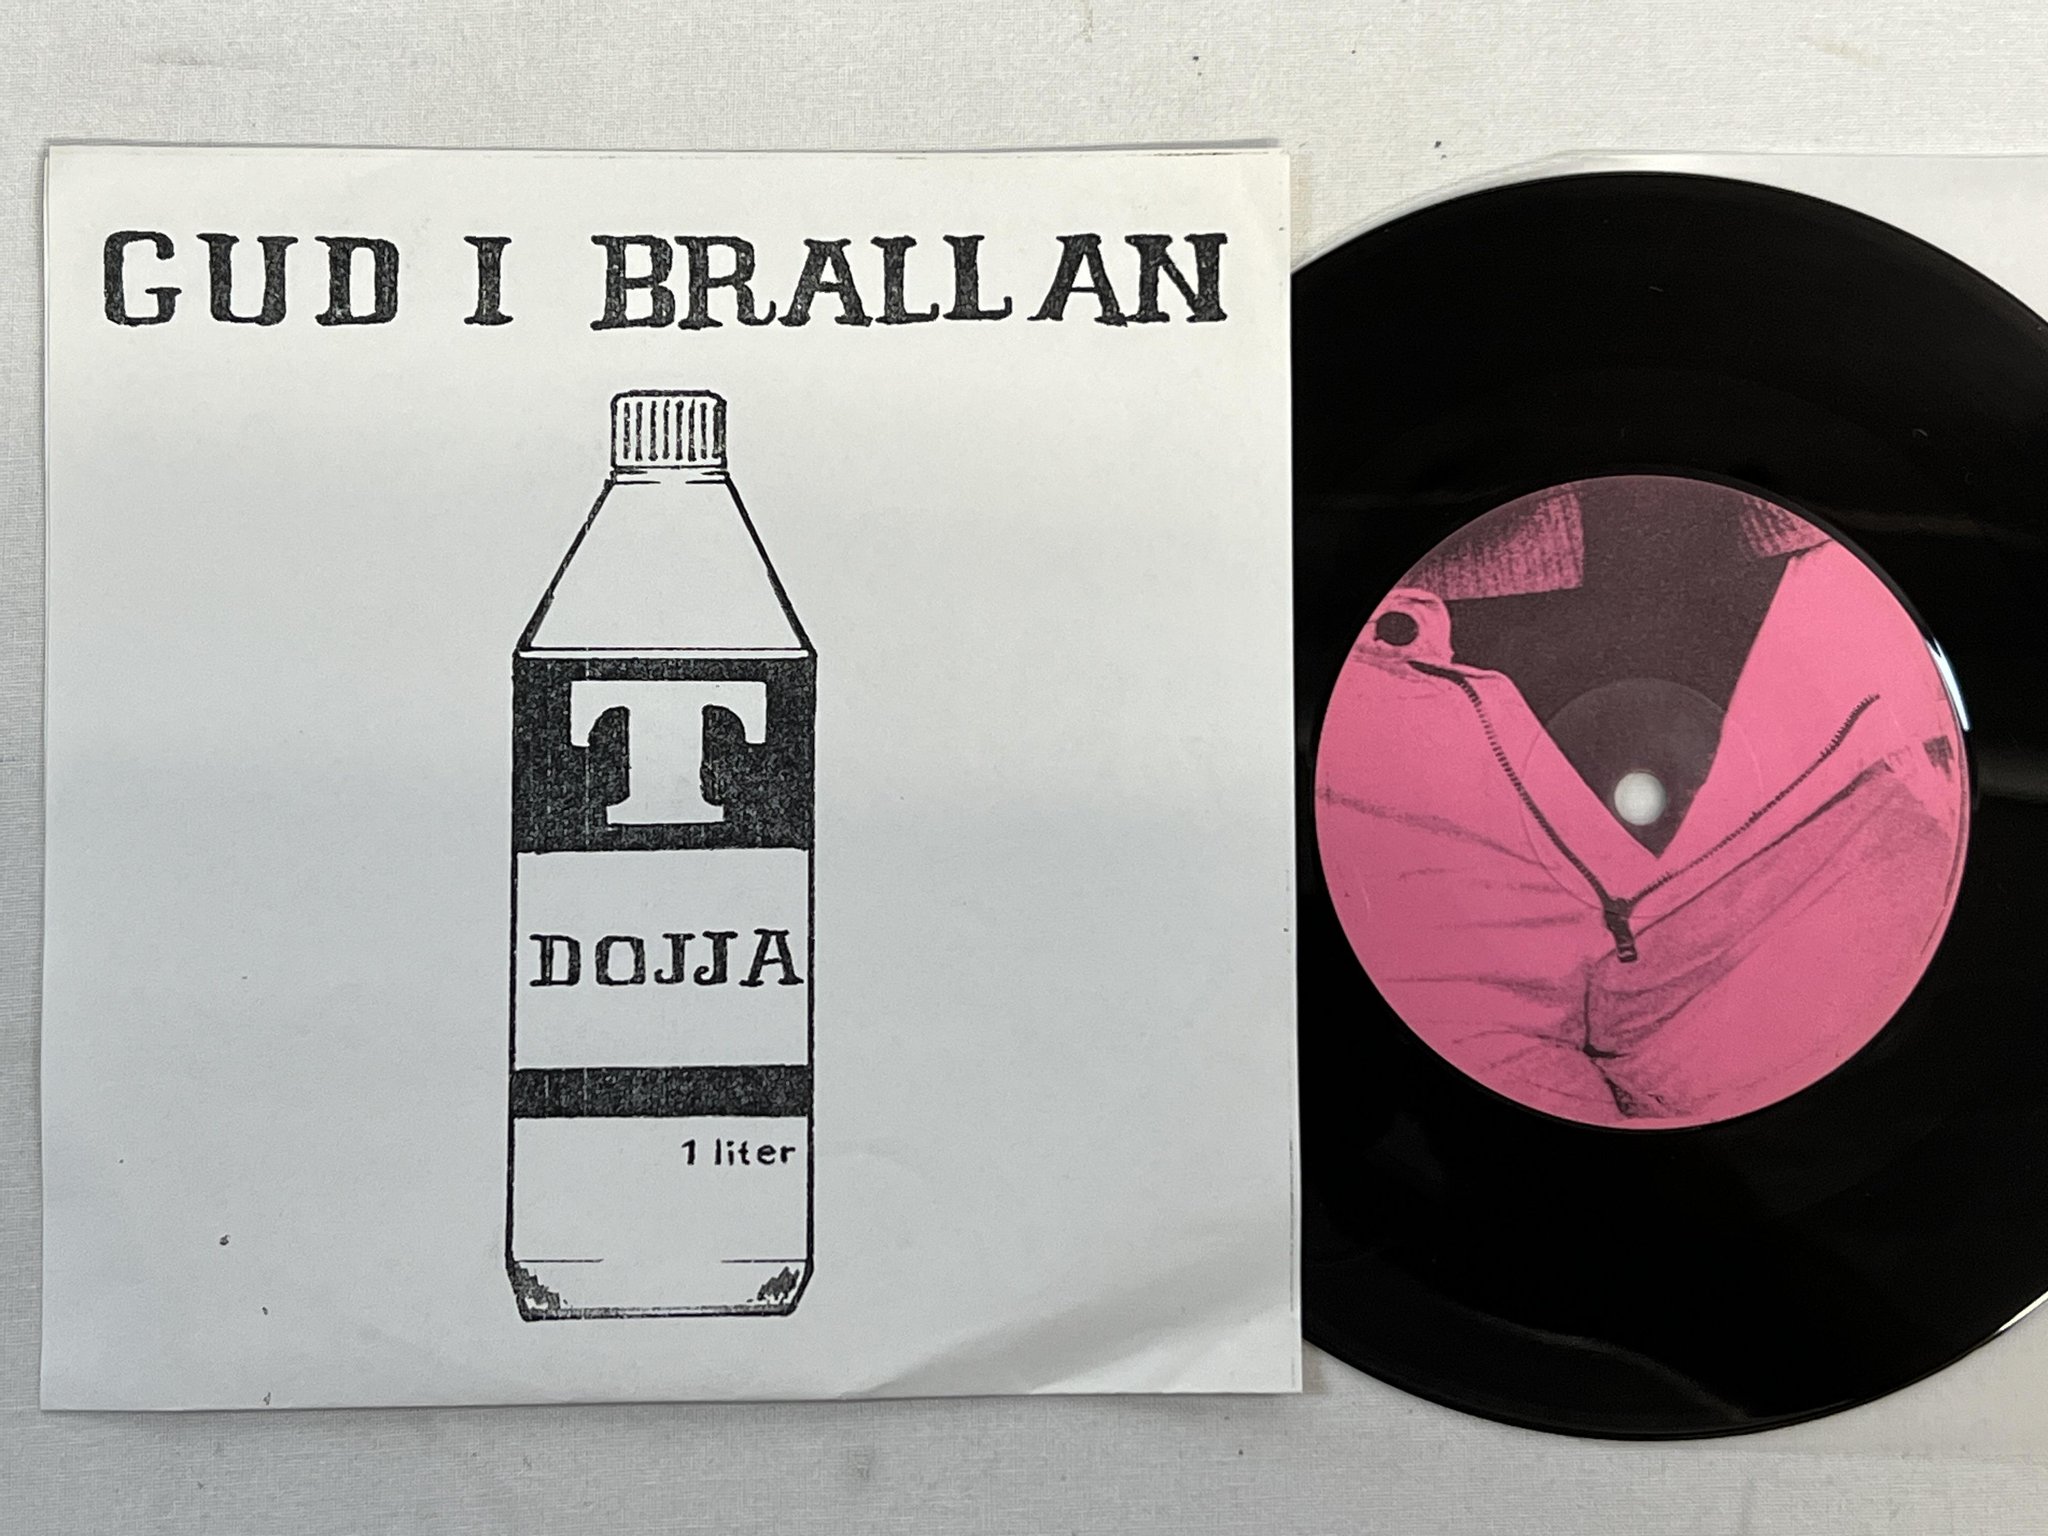 GUD I BRALLAN
T
DOJJA
1 liter